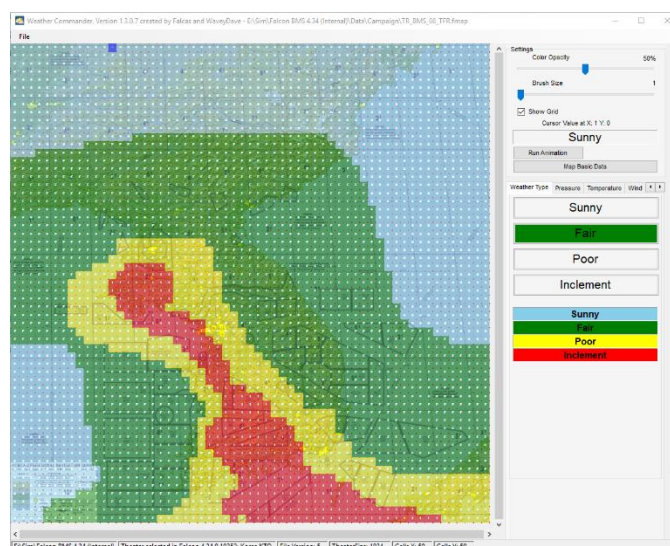 Weather Commander. Version 1.3.0.7 created by Falcas and WaveyDave - E:\Sim\Falcon BMS 4.34 (Internal)\Data\Campaign\TR_BMS_08_TFR.fmap
File
Settings
Color Opacity 50%
Brush Size 1
Show Grid
Cursor Value at X: 1 Y: 0
Sunny
Run Animation
Map Basic Data
Weather Type Pressure Temperature Wind
Sunny
Fair
Poor
Inclement
Sunny
Fair
Poor
Inclement